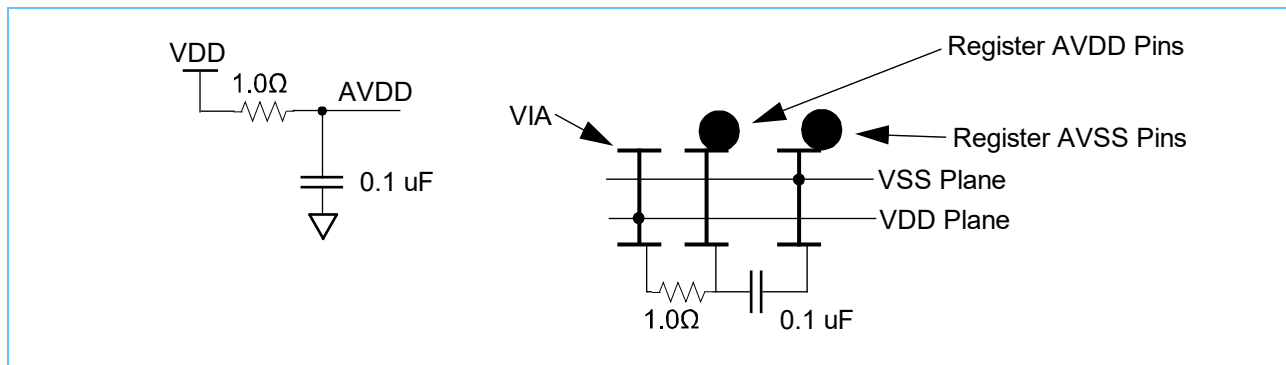 VDD
1.0Ω
AVDD
0.1 uF
Register AVDD Pins
VIA
Register AVSS Pins
VSS Plane
VDD Plane
1.0Ω
0.1 uF